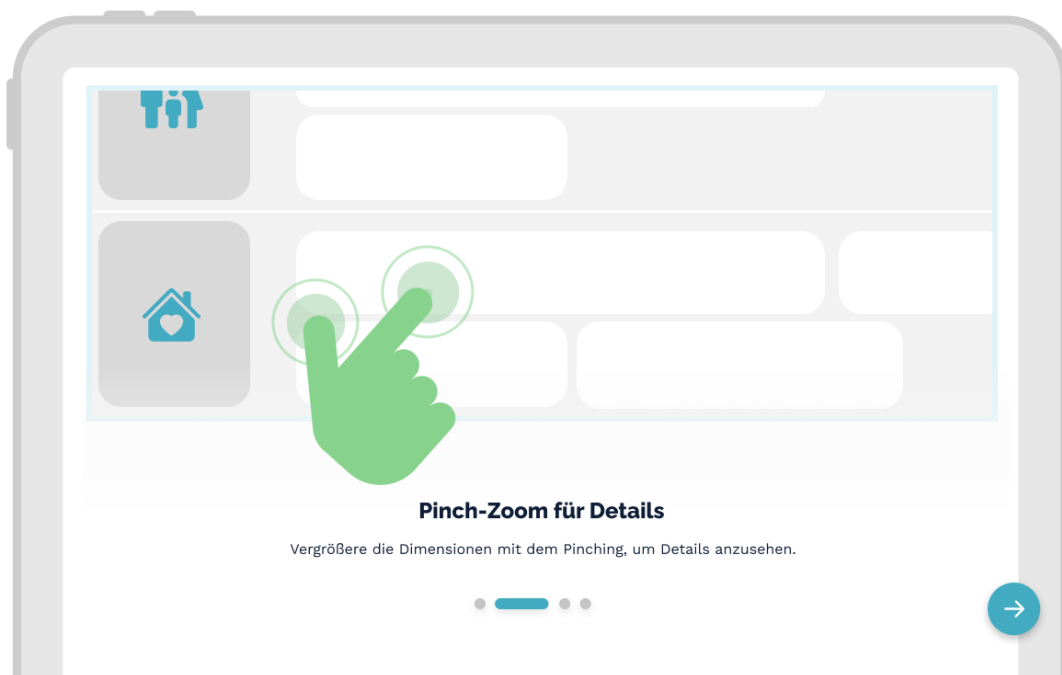 Pinch-Zoom für Details
Vergrößere die Dimensionen mit dem Pinching, um Details anzusehen.